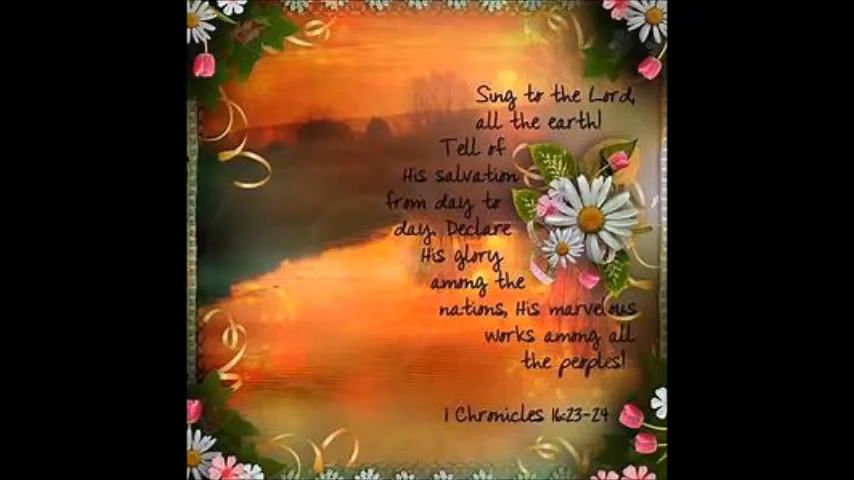 Sing to the Lord,
all the earth!
Tell of
His salvation
from day to
day. Declare
His glory
among the
nations, His marvelous
works among all
the peoples!
1 Chronicles 16:23-24